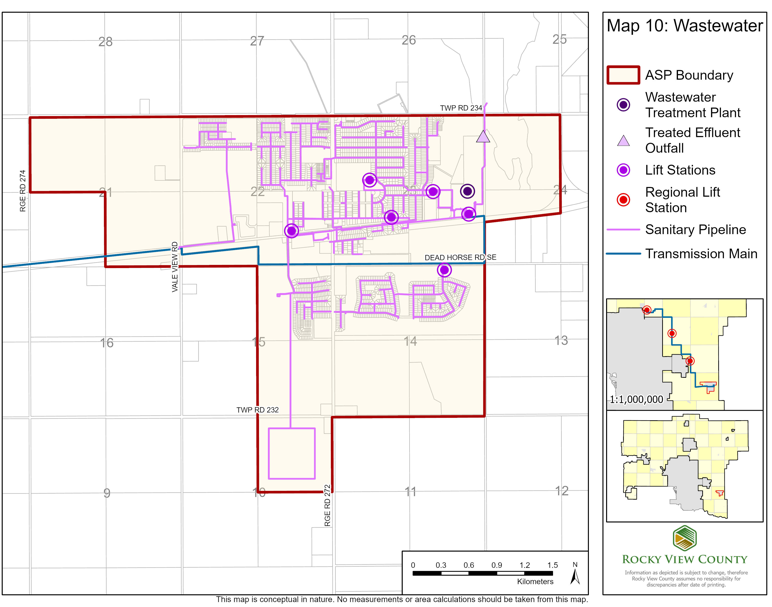 Map 10: Wastewater
28
27
26
25
TWP RD 234
RGE RD 274
21
22
24
VALE VIEW RD
DEAD HORSE RD SE
16
15
14
13
TWP RD 232
9
10
11
12
RGE RD 272
ASP Boundary
Wastewater
Treatment Plant
Treated Effluent
Outfall
Lift Stations
Regional Lift
Station
Sanitary Pipeline
Transmission Main
1:1,000,000
ROCKY VIEW COUNTY
Information as depicted is subject to change, therefore
Rocky View County assumes no responsibility for
discrepancies after date of printing.
0 0.3 0.6 0.9 1.2 1.5
Kilometers
N
This map is conceptual in nature. No measurements or area calculations should be taken from this map.